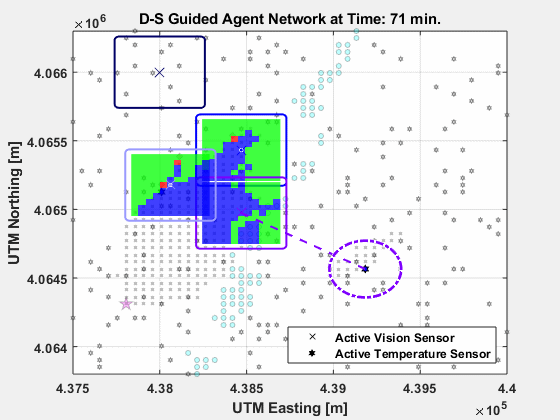 D-S Guided Agent Network at Time: 71 min.
×10⁶
4.066
4.0655
4.065
4.0645
4.064
UTM Northing [m]
Active Vision Sensor
Active Temperature Sensor
4.375
4.38
4.385
4.39
4.395
4.4
×10⁵
UTM Easting [m]